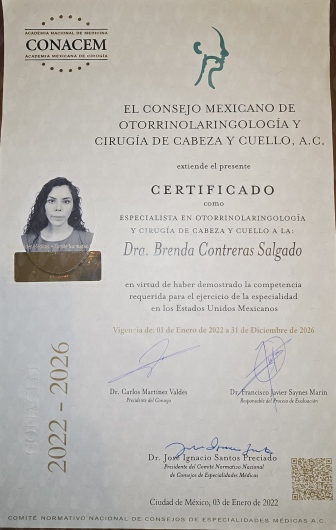 ACADEMIA NACIONAL DE MEDICINA
CONACEM
ACADEMIA MEXICANA DE CIRUGÍA
EL CONSEJO MEXICANO DE
OTORRINOLARINGOLOGÍA Y
CIRUGÍA DE CABEZA Y CUELLO, A.C.
extiende el presente
CERTIFICADO
como
ESPECIALISTA EN OTORRINOLARINGOLOGÍA
Y CIRUGÍA DE CABEZA Y CUELLO A LA:
Dra. Brenda Contreras Salgado
en virtud de haber demostrado la competencia
requerida para el ejercicio de la especialidad
en los Estados Unidos Mexicanos
Vigencia de: 01 de Enero de 2022 a 31 de Diciembre de 2026
2022 - 2026
Dr. Carlos Martínez Valdés
Presidente del Consejo
Dr. Francisco Javier Saynes Marín
Responsable del Proceso de Evaluación
Dr. José Ignacio Santos Preciado
Presidente del Comité Normativo Nacional
de Consejos de Especialidades Médicas
Ciudad de México, 03 de Enero de 2022
COMITÉ NORMATIVO NACIONAL DE CONSEJOS DE ESPECIALIDADES MÉDICAS A.C.